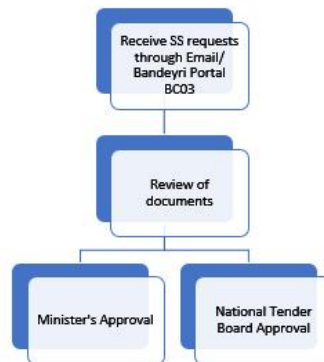 Receive SS requests
through Email/
Bandeyri Portal
BC03
Review of
documents
Minister's Approval
National Tender
Board Approval